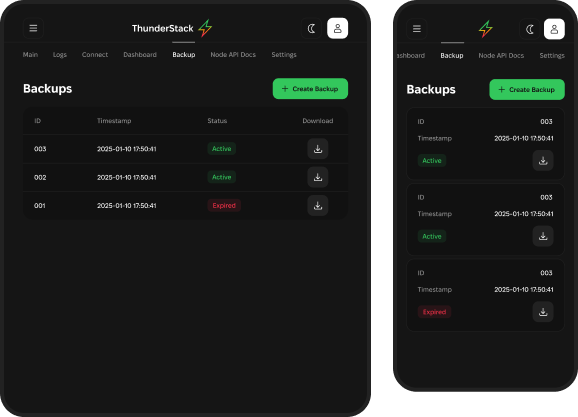 ThunderStack
Main Logs Connect Dashboard Backup Node API Docs Settings
Backups
+ Create Backup
ID Timestamp Status Download
003 2025-01-10 17:50:41 Active
002 2025-01-10 17:50:41 Active
001 2025-01-10 17:50:41 Expired
ashboard Backup Node API Docs Settings
Backups
+ Create Backup
ID 003
Timestamp 2025-01-10 17:50:41
Active
ID 003
Timestamp 2025-01-10 17:50:41
Active
ID 003
Timestamp 2025-01-10 17:50:41
Expired